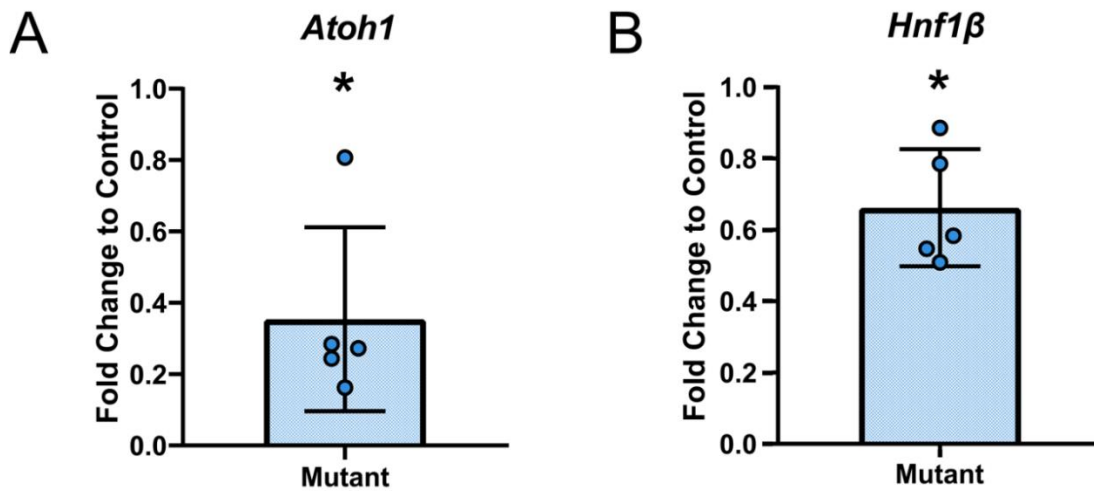 A
Atoh1
*
Fold Change to Control
1.0
0.8
0.6
0.4
0.2
0.0
Mutant
B
Hnf1β
*
Fold Change to Control
1.0
0.8
0.6
0.4
0.2
0.0
Mutant